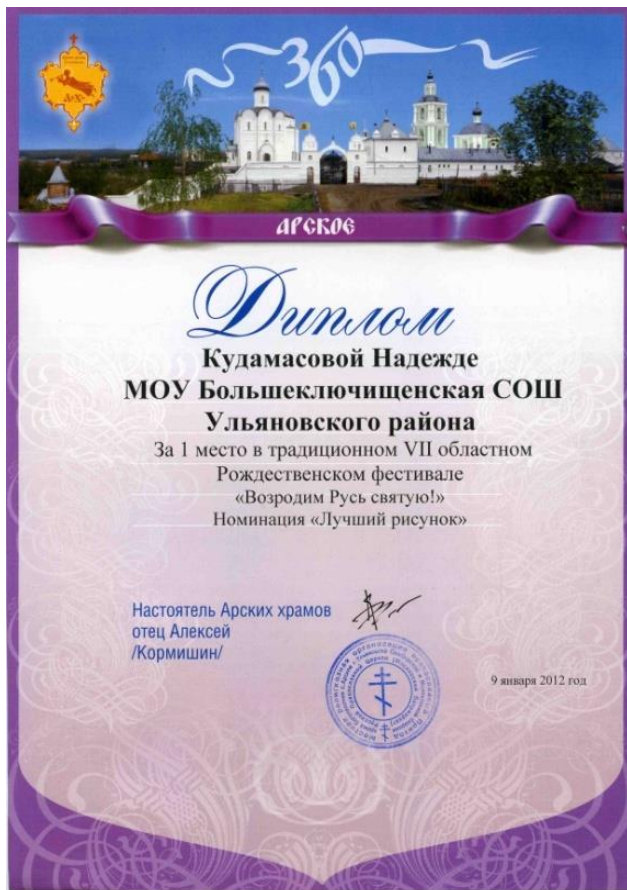 360
АРСКОЕ
Диплом
Кудамасовой Надежде
МОУ Большеключищенская СОШ
Ульяновского района
За 1 место в традиционном VII областном
Рождественском фестивале
«Возродим Русь святую!»
Номинация «Лучший рисунок»
Настоятель Арских храмов
отец Алексей
/Кормишин/
9 января 2012 год